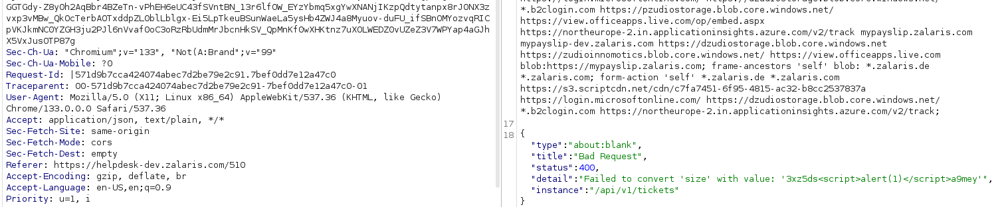 GGTGdy-Z8y0h2AqBbr4BZeTn-vPhEH6eUC43fSVntBN_13r6lfOW_EYzYbmq5xgYwXNANjIKzpQdtytanpx8rJ0NX3z
vxp3vMBw_QkOcTerbAOTxddpZL0blLblgx-Ei5LpTkeuBSunWaeLa5ysHb4ZWJ4a8Myuov-duFU_ifSBnOMYozvqRIC
pVKJkmNC0YZGH3ju2PJl6nVvaf0oC3oRzRbUdmMrJbcnHkSV_QpMnKf0wXHKtnz7uXOLWEDZ0vUZeZ3V7WPYap4aGJh
X5VxJusOTP87g
Sec-Ch-Ua: "Chromium";v="133", "Not(A:Brand";v="99"
Sec-Ch-Ua-Mobile: ?0
Request-Id: |571d9b7cca424074abec7d2be79e2c91.7bef0dd7e12a47c0
Traceparent: 00-571d9b7cca424074abec7d2be79e2c91-7bef0dd7e12a47c0-01
User-Agent: Mozilla/5.0 (X11; Linux x86_64) AppleWebKit/537.36 (KHTML, like Gecko)
Chrome/133.0.0.0 Safari/537.36
Accept: application/json, text/plain, */*
Sec-Fetch-Site: same-origin
Sec-Fetch-Mode: cors
Sec-Fetch-Dest: empty
Referer: https://helpdesk-dev.zalaris.com/510
Accept-Encoding: gzip, deflate, br
Accept-Language: en-US,en;q=0.9
Priority: u=1, i
*.b2clogin.com https://pzudiostorage.blob.core.windows.net/
https://view.officeapps.live.com/op/embed.aspx
https://northeurope-2.in.applicationinsights.azure.com/v2/track mypayslip.zalaris.com
mypayslip-dev.zalaris.com https://dzudiostorage.blob.core.windows.net
https://zudioinnomotics.blob.core.windows.net/ https://view.officeapps.live.com
blob:https://mypayslip.zalaris.com; frame-ancestors 'self' blob: *.zalaris.de
*.zalaris.com; form-action 'self' *.zalaris.de *.zalaris.com
https://s3.scriptcdn.net/cdn/c7fa7451-6f95-4815-ac32-b8cc2537837a
https://login.microsoftonline.com/ https://dzudiostorage.blob.core.windows.net/
*.b2clogin.com https://northeurope-2.in.applicationinsights.azure.com/v2/track;
17
18 {
"type":"about:blank",
"title":"Bad Request",
"status":400,
"detail":"Failed to convert 'size' with value: '3xz5ds<script>alert(1)</script>a9mey'",
"instance":"/api/v1/tickets"
}